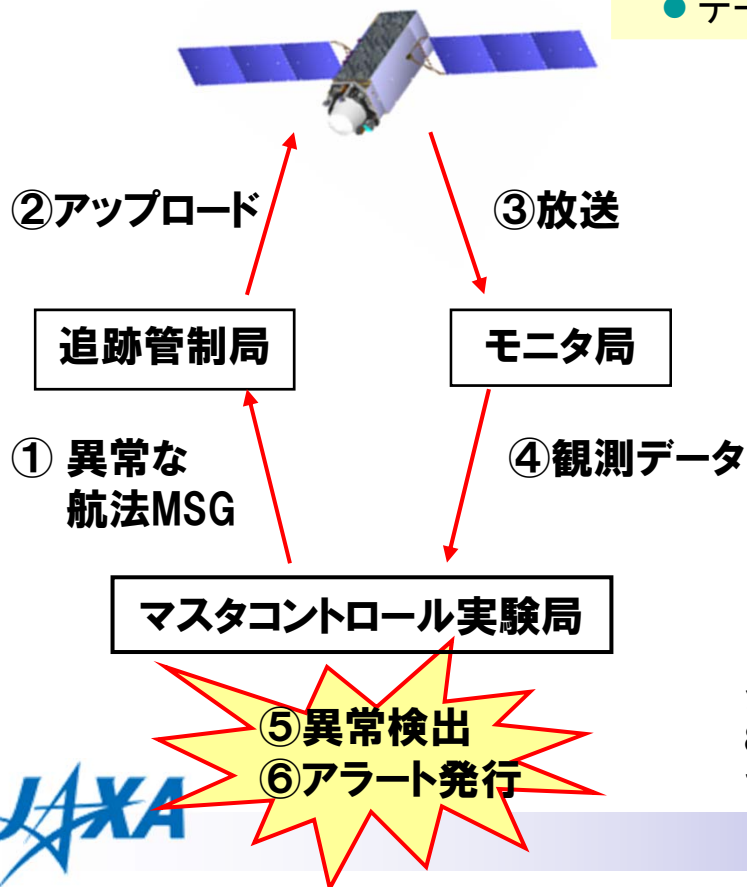 ● デー
②アップロード
③放送
追跡管制局
モニタ局
① 異常な
航法MSG
④観測データ
マスタコントロール実験局
⑤異常検出
⑥アラート発行
JAXA